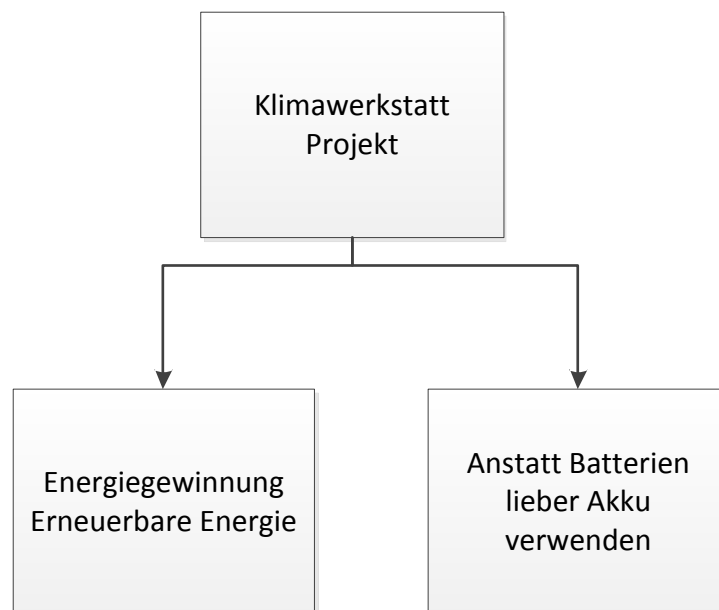 Klimawerkstatt
Projekt
Energiegewinnung
Erneuerbare Energie
Anstatt Batterien
lieber Akku
verwenden